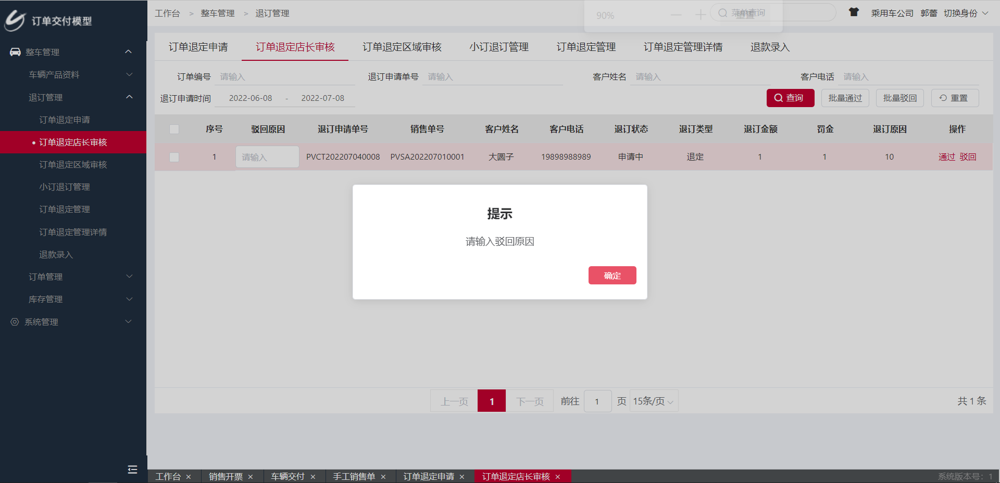 订单交付模型
工作台 > 整车管理 > 退订管理
90%
菜单查询
重置
乘用车公司 郭蕾 切换身份
整车管理
车辆产品资料
退订管理
订单退定申请
订单退定店长审核
订单退定区域审核
小订退订管理
订单退定管理
订单退定管理详情
退款录入
订单管理
库存管理
系统管理
订单退定申请 订单退定店长审核 订单退定区域审核 小订退订管理 订单退定管理 订单退定管理详情 退款录入
订单编号 请输入 退订申请单号 请输入 客户姓名 请输入 客户电话 请输入
退订申请时间 2022-06-08 - 2022-07-08 查询 批量通过 批量驳回 重置
序号 驳回原因 退订申请单号 销售单号 客户姓名 客户电话 退订状态 退订类型 退订金额 罚金 退订原因 操作
1 请输入 PVCT202207040008 PVSA202207010001 大圆子 19898988989 申请中 退定 1 1 10 通过 驳回
提示
请输入驳回原因
确定
上一页 1 下一页 前往 1 页 15条/页 共 1 条
工作台 × 销售开票 × 车辆交付 × 手工销售单 × 订单退定申请 × 订单退定店长审核 × 系统版本号：1